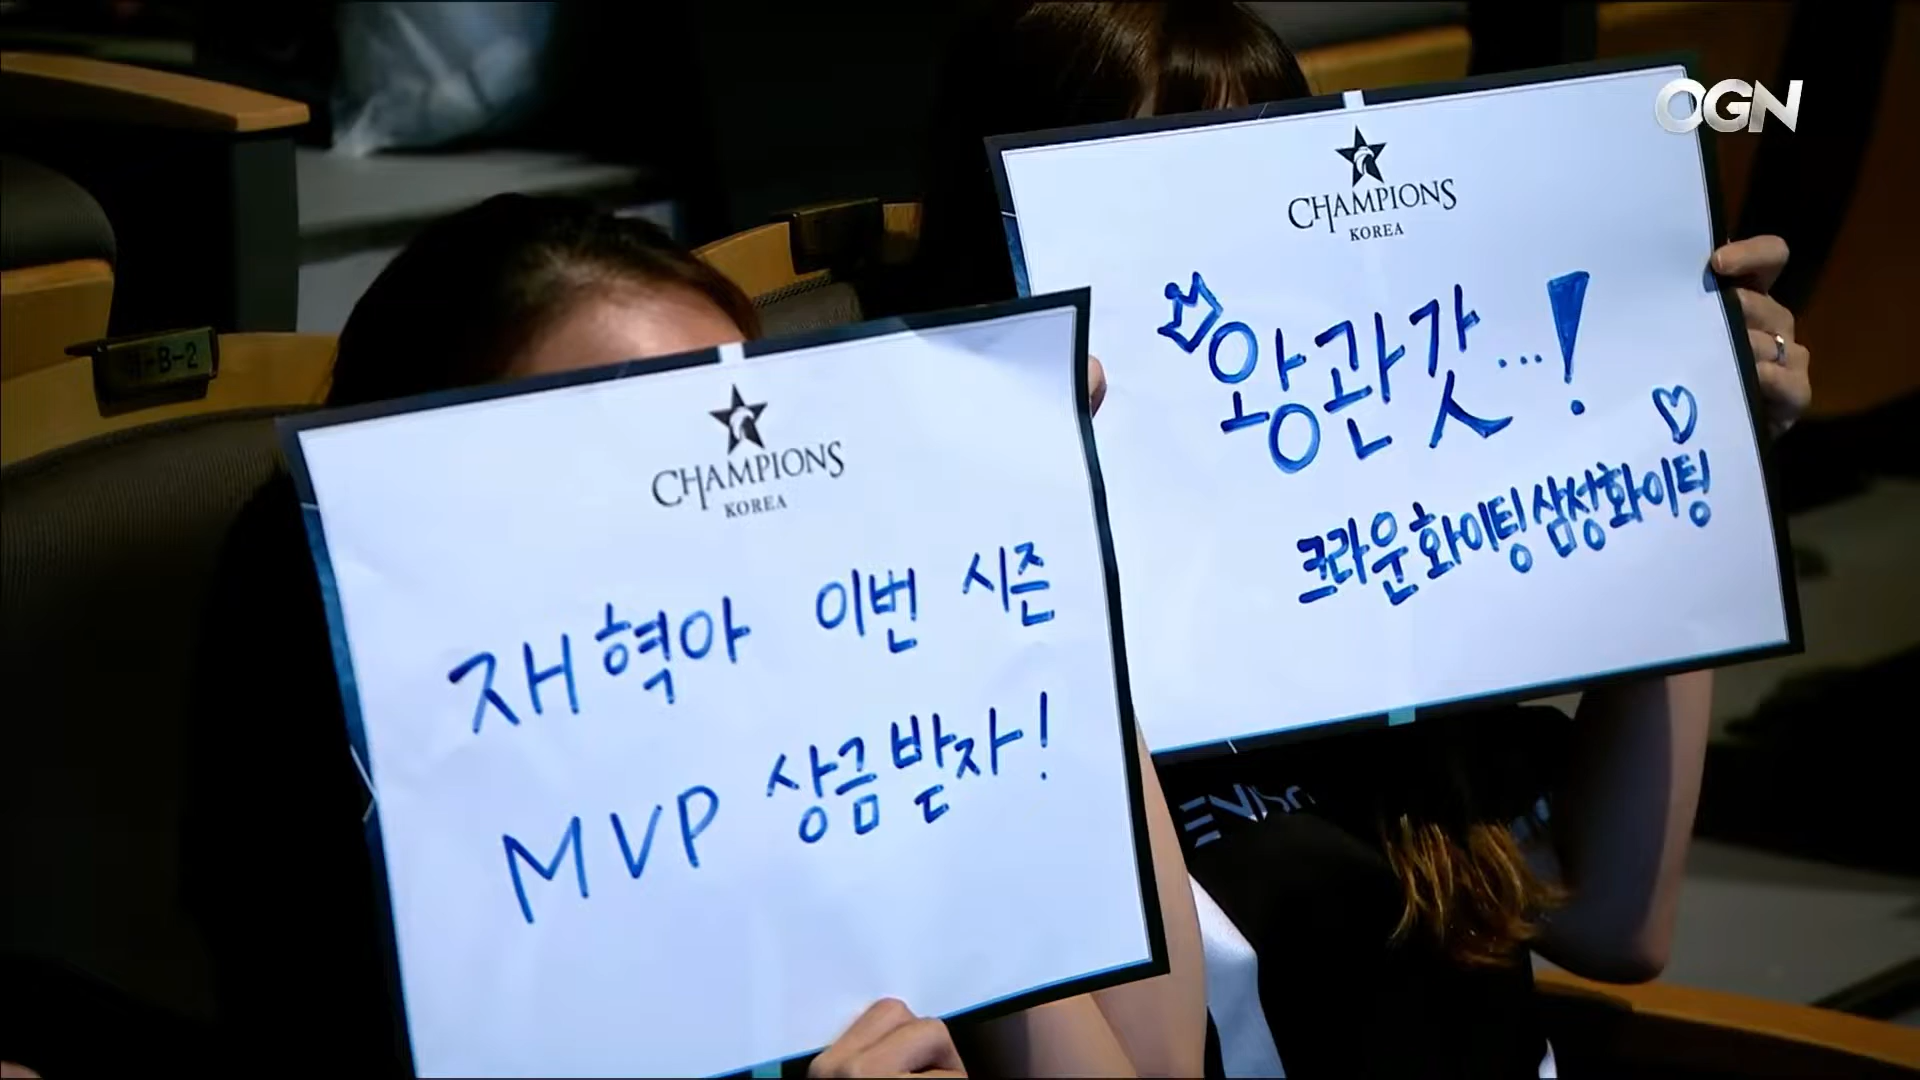 OGN
CHAMPIONS
KOREA
재혁아 이번 시즌
MVP 상금받자!
CHAMPIONS
KOREA
왕관갓...!
크라운화이팅삼성화이팅